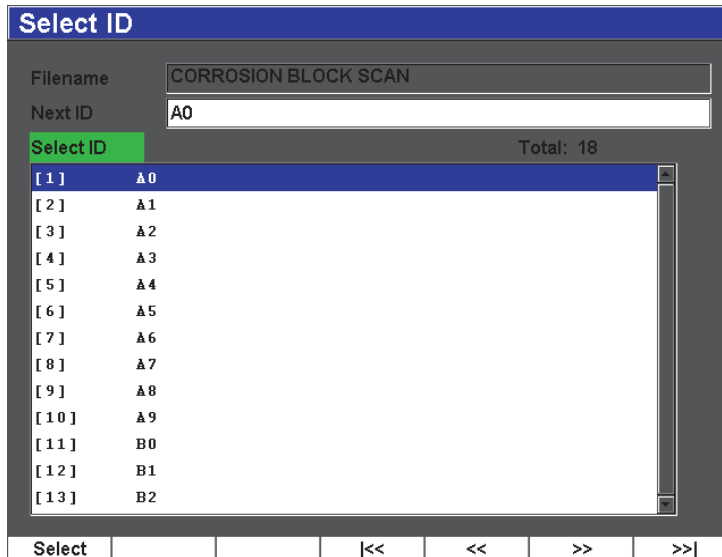 Select ID
Filename CORROSION BLOCK SCAN
Next ID A0
Select ID Total: 18
[1] A0
[2] A1
[3] A2
[4] A3
[5] A4
[6] A5
[7] A6
[8] A7
[9] A8
[10] A9
[11] B0
[12] B1
[13] B2
Select |<< << >> >>|